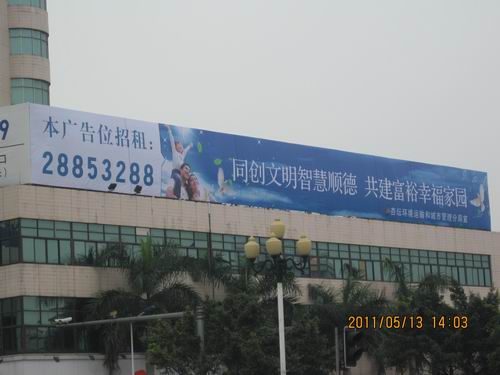 9
口
本广告位招租：
28853288
同创文明智慧顺德 共建富裕幸福家园
2011/05/13 14:03